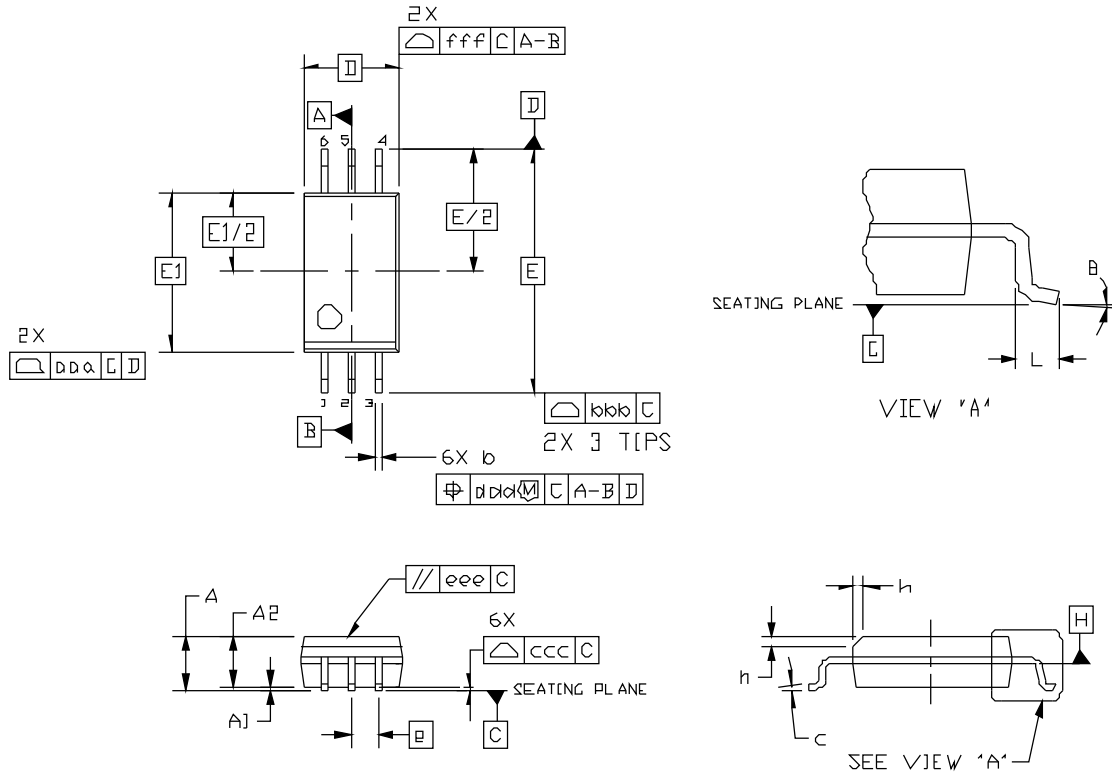 2X
fff C A-B
D
A
D
6 5 4
E1/2
E/2
E1
E
2X
C D
1 2 3
B
bbb C
2X 3 TIPS
6X b
ddd M C A-B D
B
SEATING PLANE
C
L
VIEW "A"
// eee C
A
A2
6X
ccc C
SEATING PLANE
A1
e
C
h
H
h
c
SEE VIEW "A"